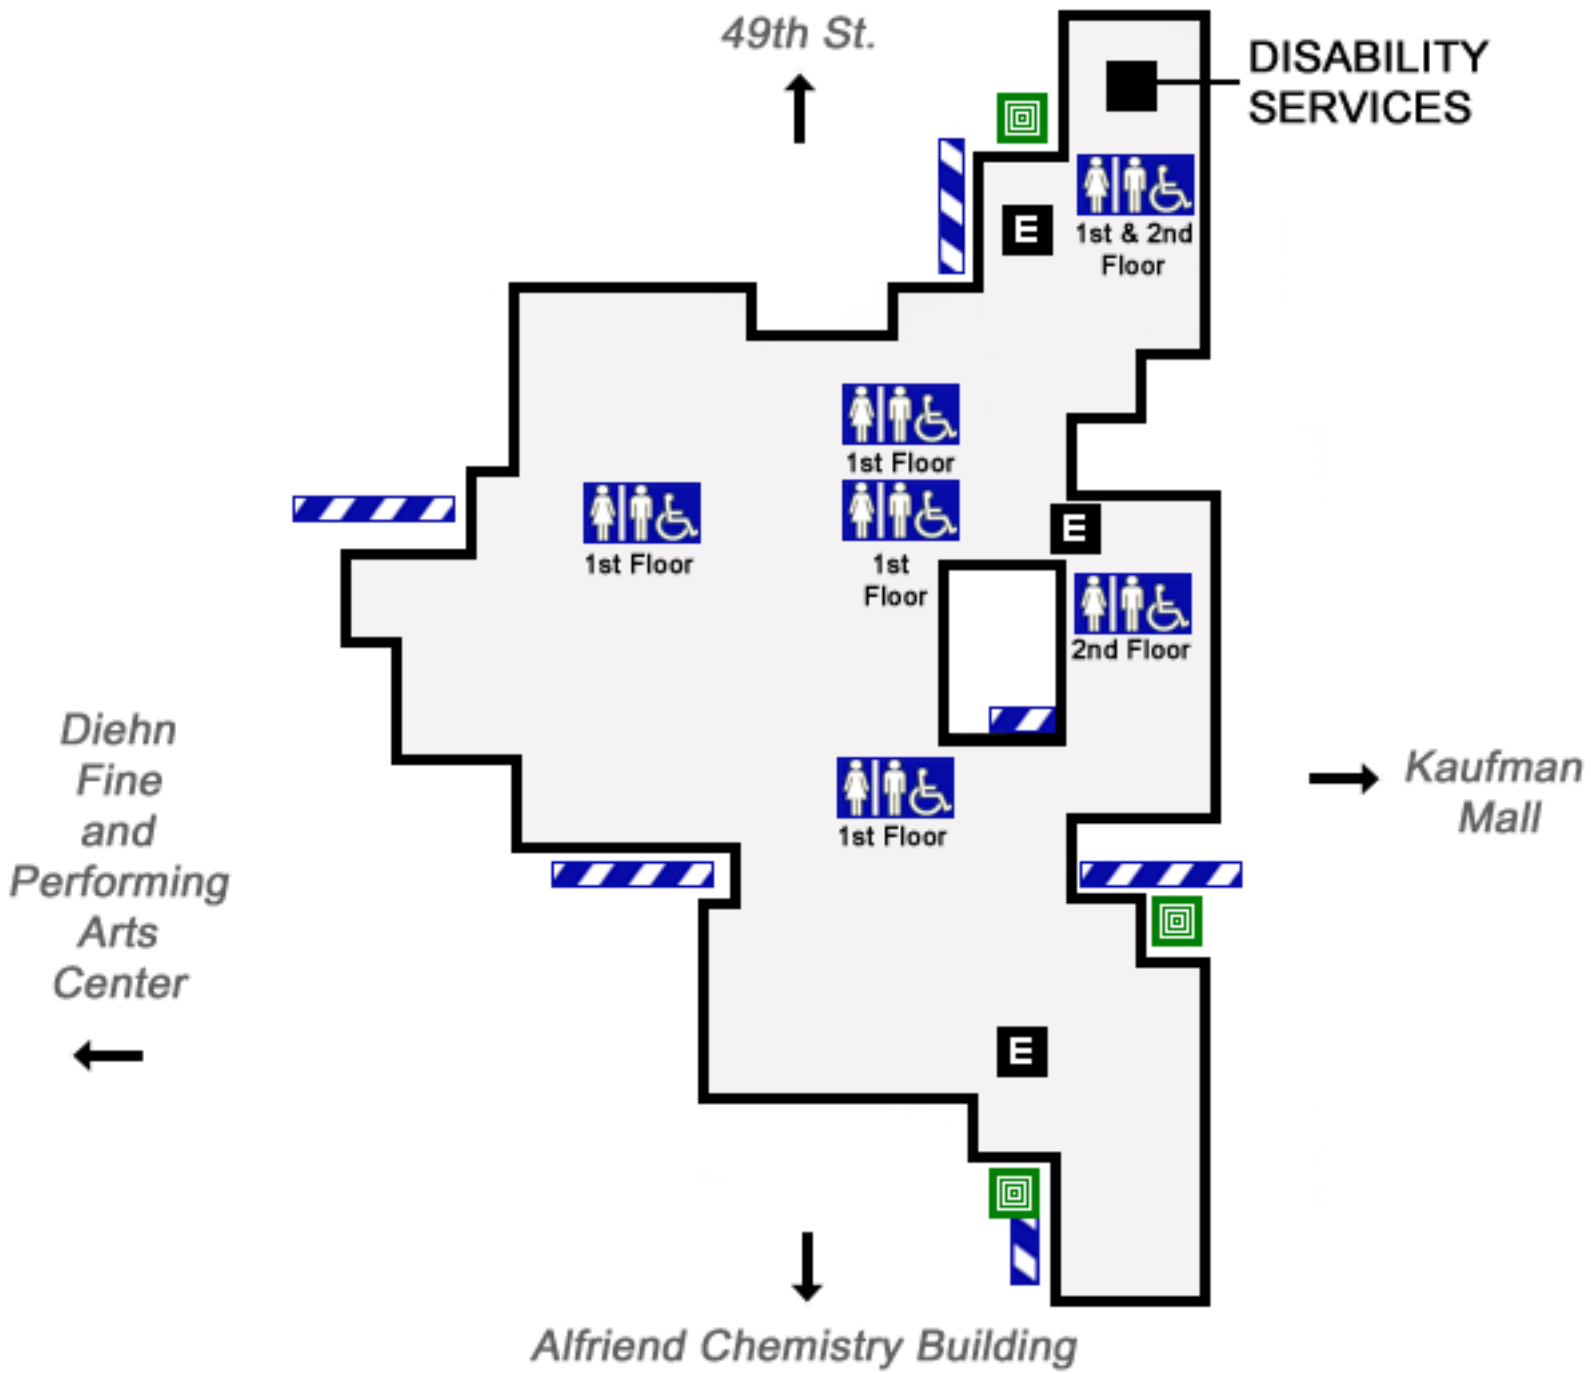 49th St.
DISABILITY
SERVICES
E
1st & 2nd
Floor
1st Floor
1st Floor
1st
Floor
E
2nd Floor
1st Floor
Diehn
Fine
and
Performing
Arts
Center
Kaufman
Mall
E
Alfriend Chemistry Building